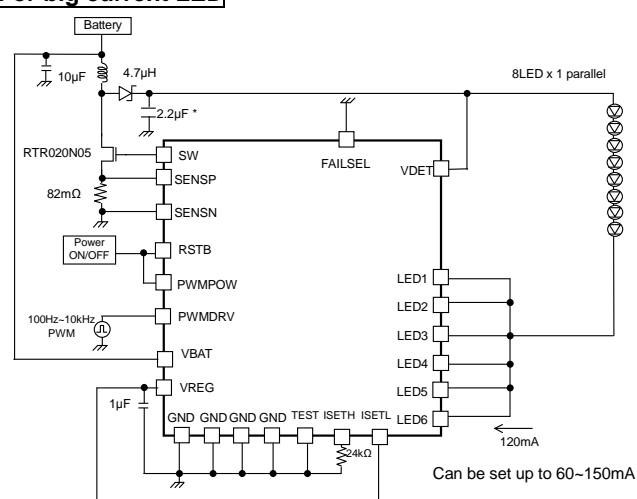 big current LED
Battery
10µF
4.7µH
2.2µF *
8LED x 1 parallel
RTR020N05
SW
FAILSEL
VDET
SENSP
82mΩ
SENSN
Power
ON/OFF
RSTB
PWMPOW
LED1
LED2
100Hz~10kHz
PWM
PWMDRV
LED3
VBAT
LED4
VREG
LED5
1µF
GND GND GND GND TEST ISETH ISETL
LED6
24kΩ
120mA
Can be set up to 60~150mA